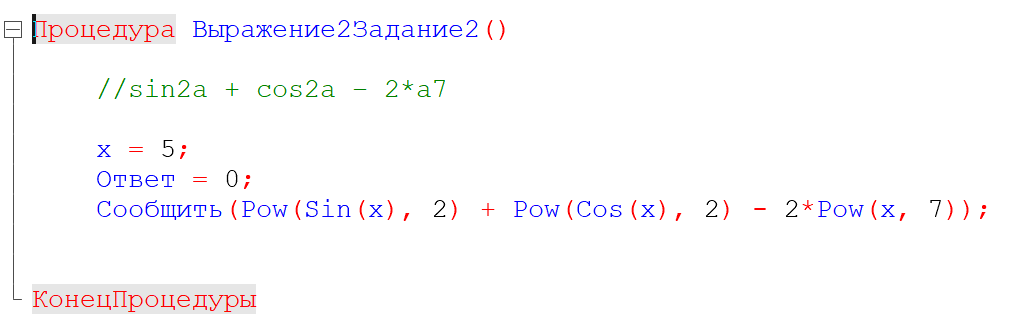 Процедура Выражение2Задание2()
//sin2a + cos2a – 2*a7
x = 5;
Ответ = 0;
Сообщить(Pow(Sin(x), 2) + Pow(Cos(x), 2) - 2*Pow(x, 7));
КонецПроцедуры